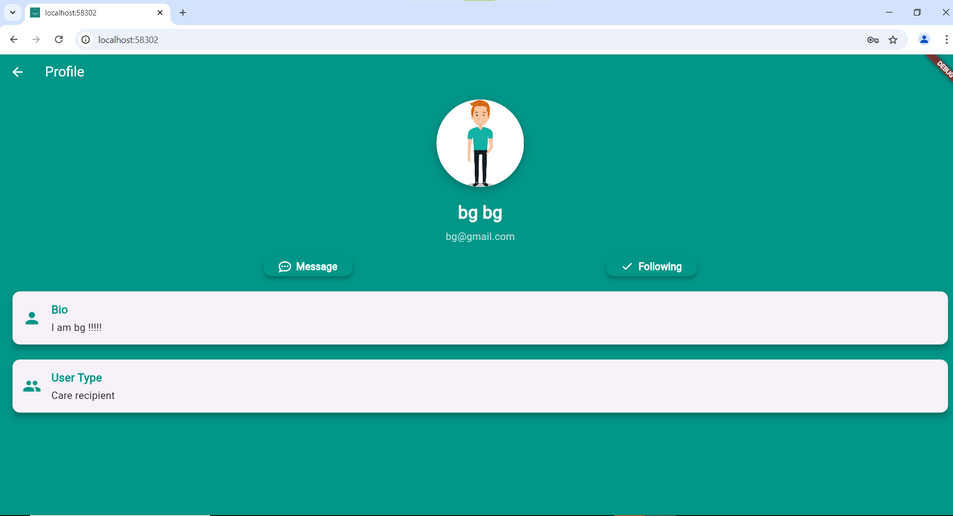 localhost:58302
localhost:58302
Profile
DEBUG
bg bg
bg@gmail.com
Message
Following
Bio
I am bg !!!!!
User Type
Care recipient